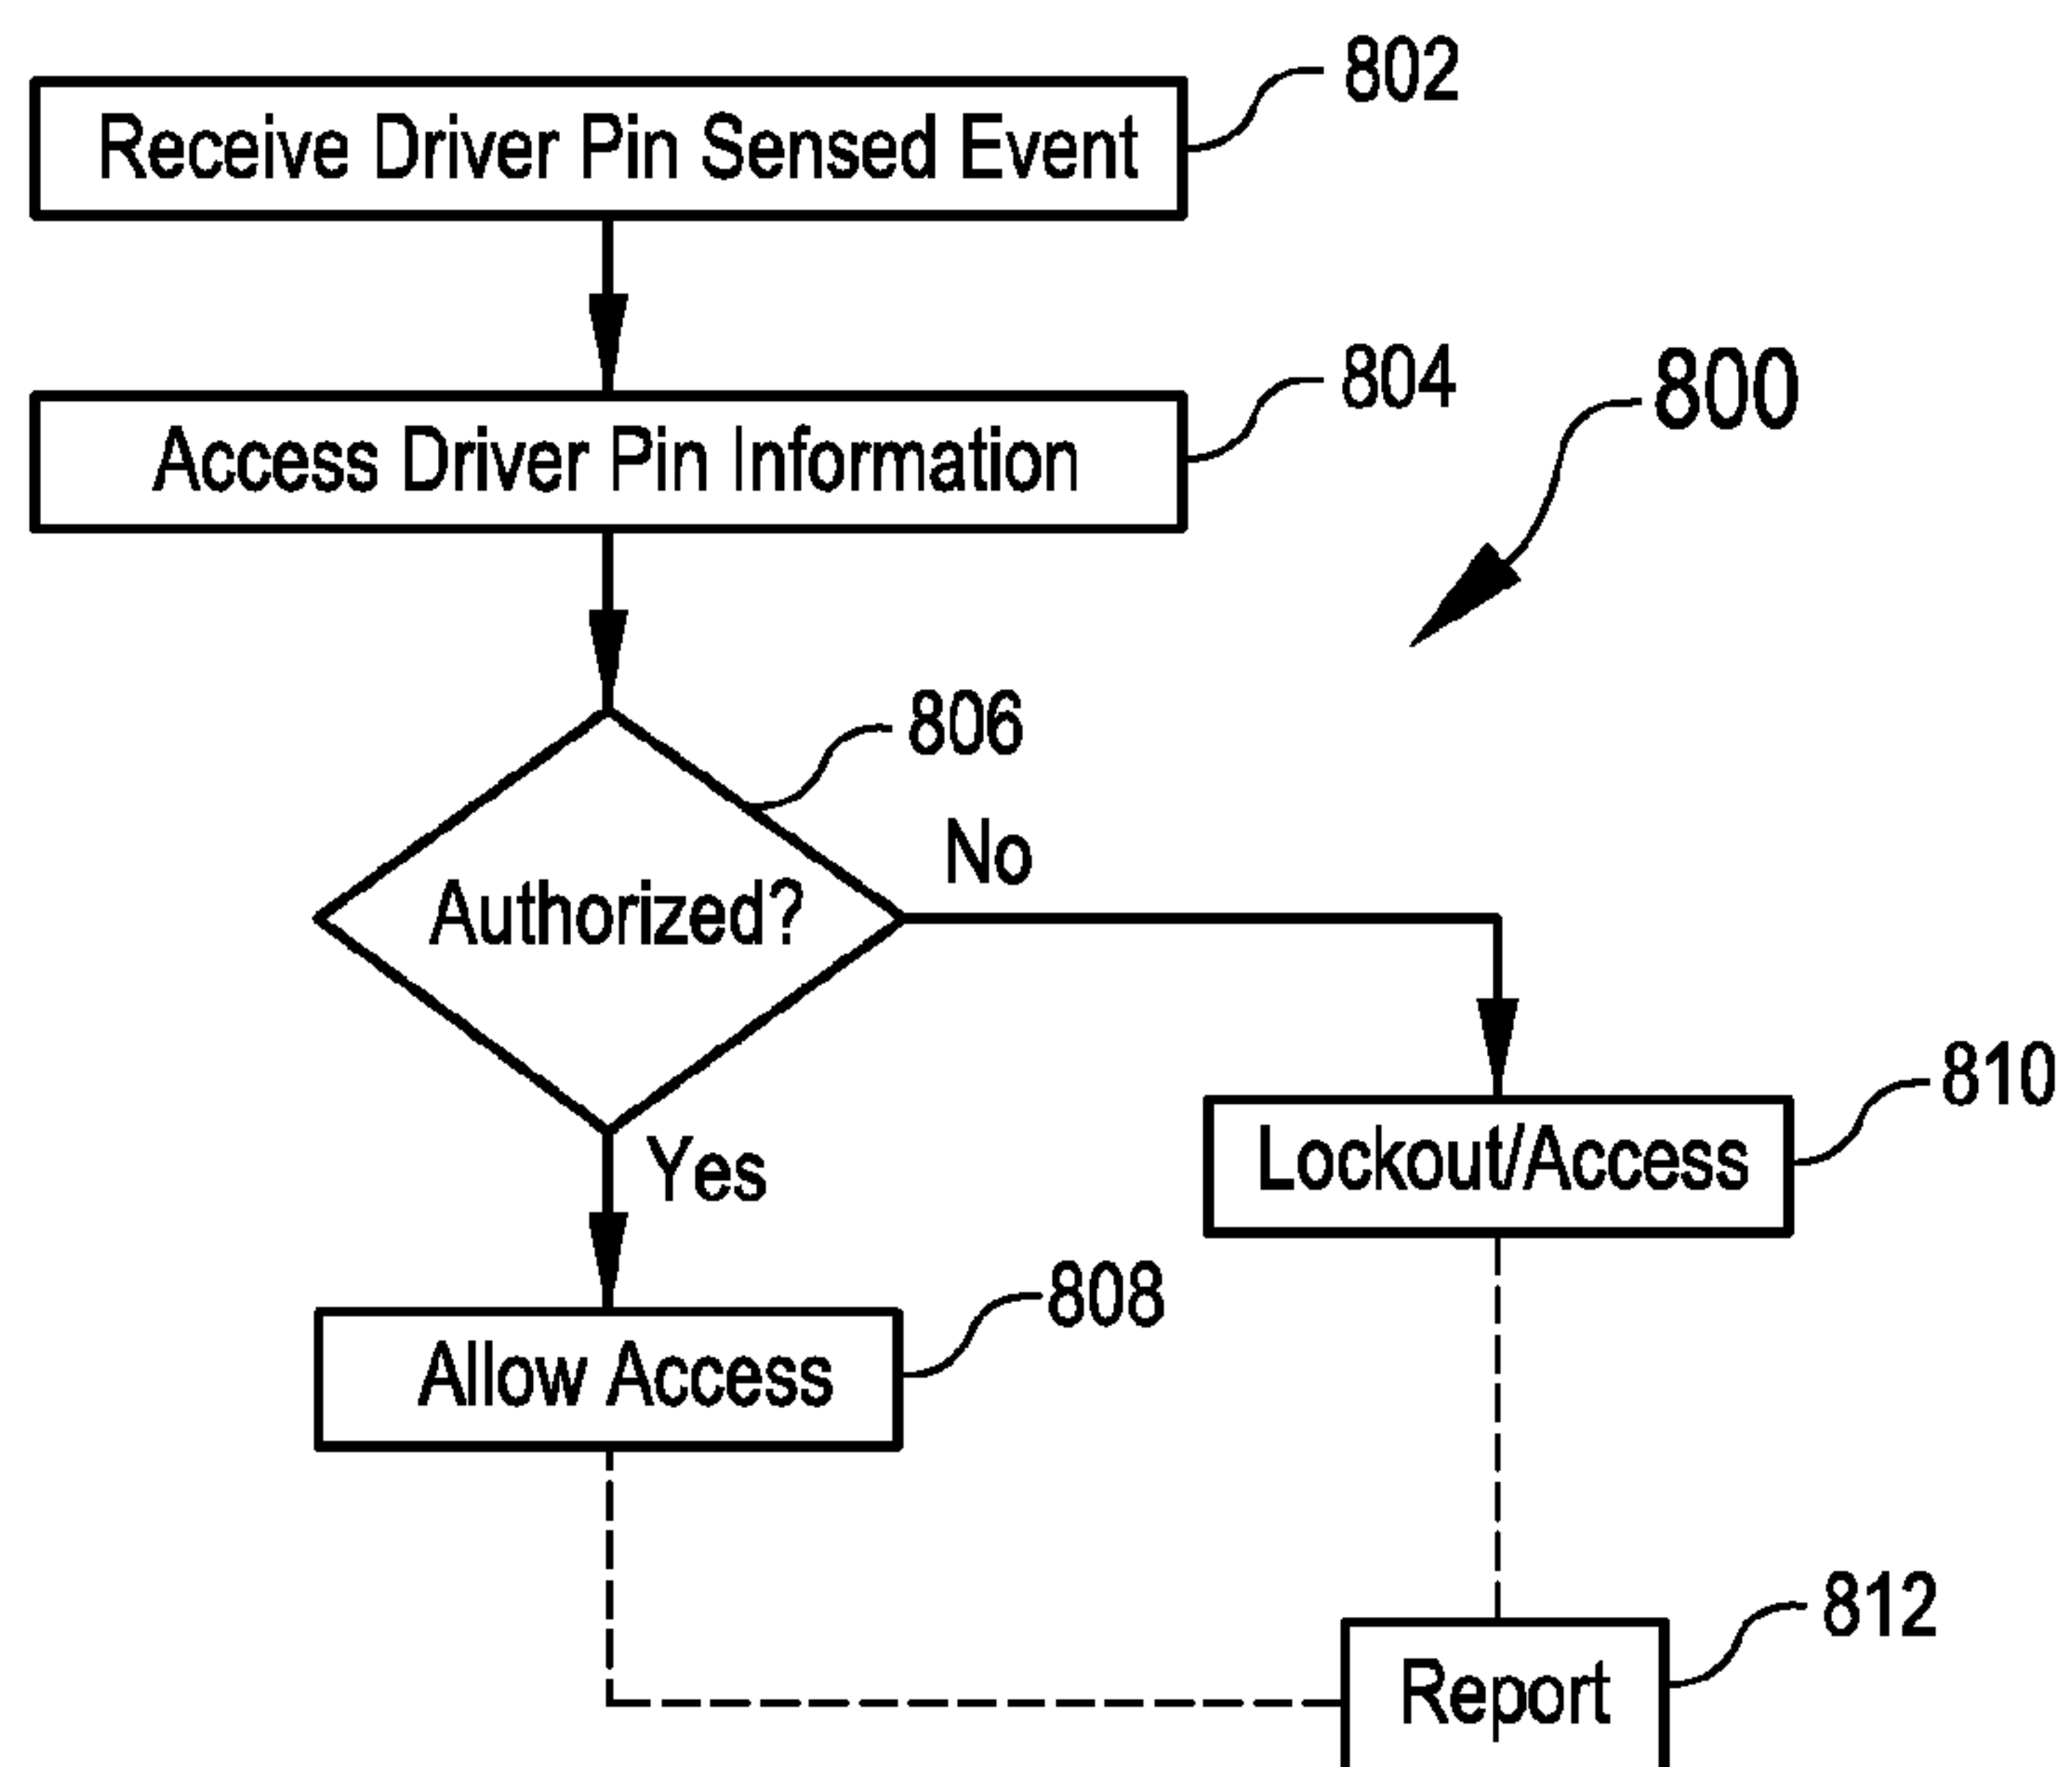 802
Receive Driver Pin Sensed Event
804
800
Access Driver Pin Information
806
No
Authorized?
810
Yes
Lockout/Access
808
Allow Access
812
Report